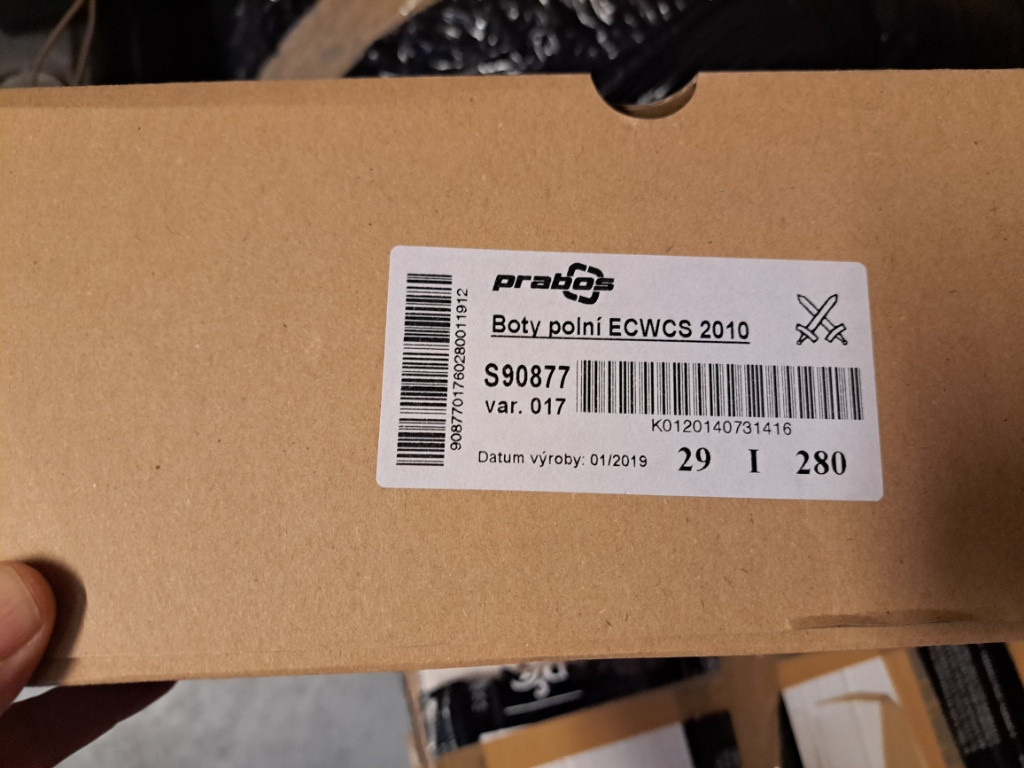 prabos
Boty polní ECWCS 2010
S90877
var. 017
K0120140731416
Datum výroby: 01/2019 29 I 280
9087701760280011912